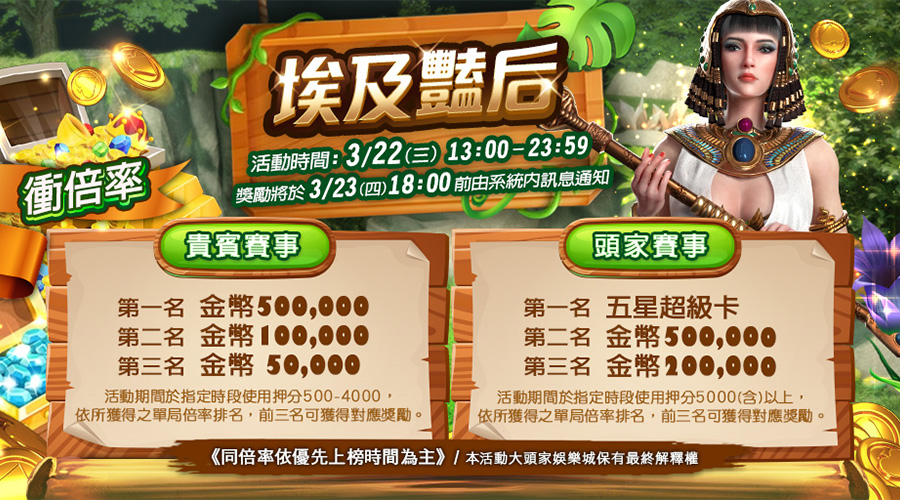 埃及豔后
活動時間：3/22(三) 13:00-23:59
獎勵將於 3/23(四)18:00 前由系統內訊息通知
衝倍率
貴賓賽事
第一名 金幣500,000
第二名 金幣100,000
第三名 金幣 50,000
活動期間於指定時段使用押分500-4000，
依所獲得之單局倍率排名，前三名可獲得對應獎勵。
頭家賽事
第一名 五星超級卡
第二名 金幣500,000
第三名 金幣200,000
活動期間於指定時段使用押分5000(含)以上，
依所獲得之單局倍率排名，前三名可獲得對應獎勵。
《同倍率依優先上榜時間為主》/ 本活動大頭家娛樂城保有最終解釋權